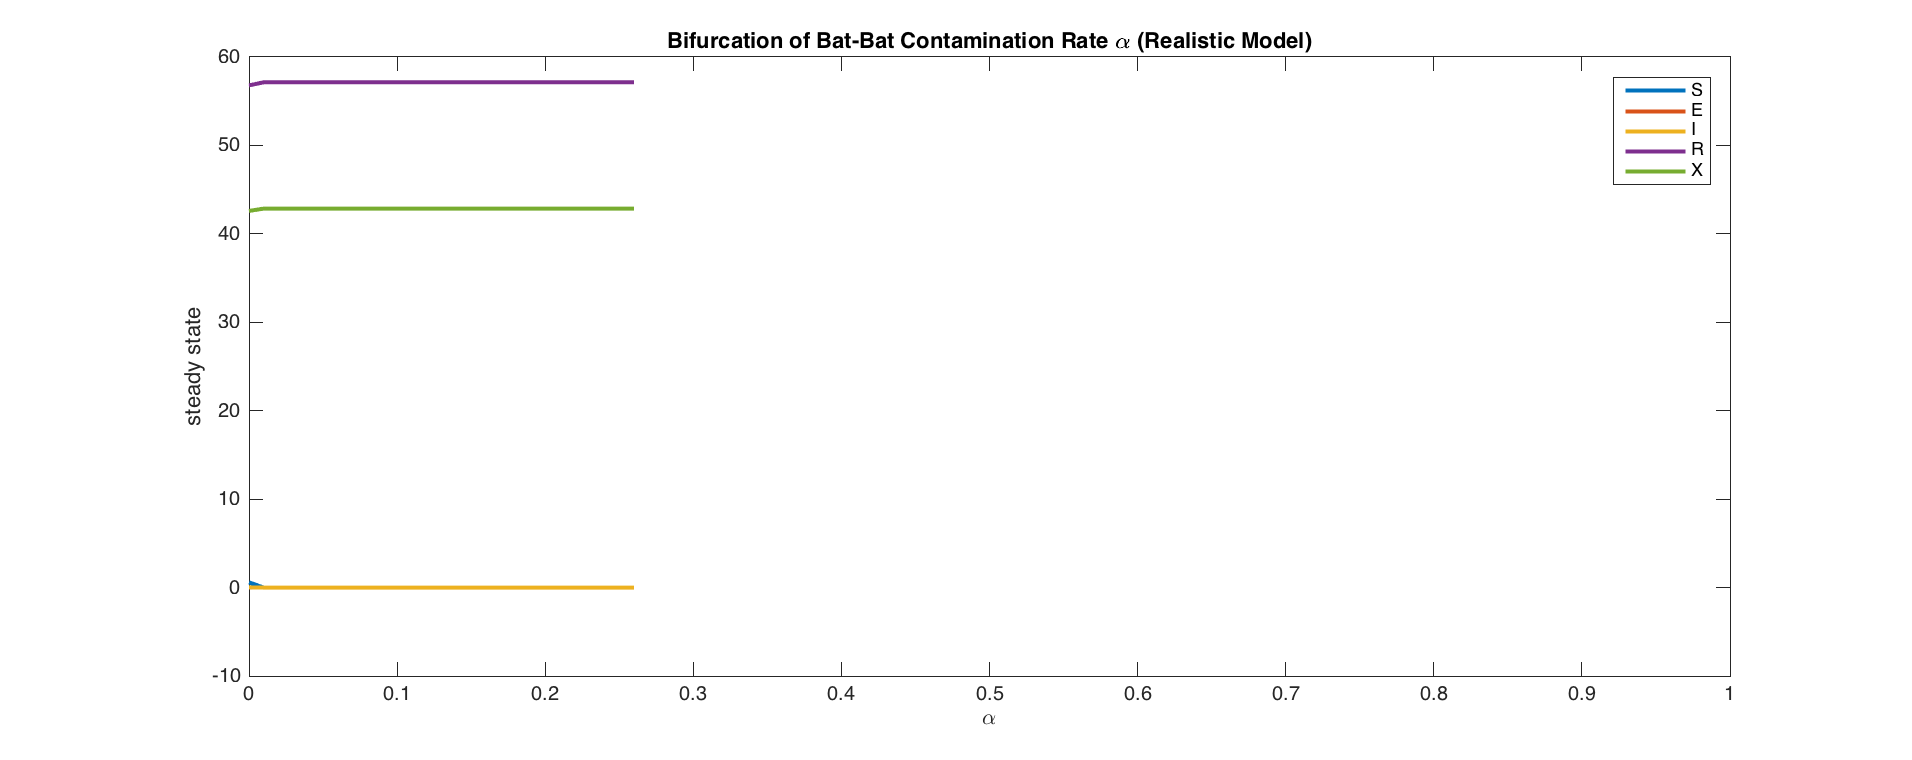 Bifurcation of Bat-Bat Contamination Rate α (Realistic Model)
60
50
40
30
20
10
0
-10
steady state
S
E
I
R
X
0 0.1 0.2 0.3 0.4 0.5 0.6 0.7 0.8 0.9 1
α